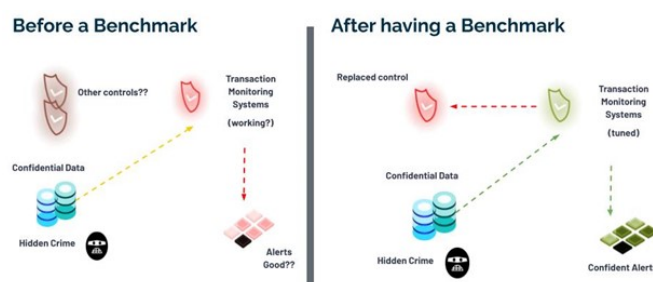 Before a Benchmark
Other controls??
Transaction
Monitoring
Systems
(working?)
Confidential Data
Hidden Crime
Alerts
Good??
After having a Benchmark
Replaced control
Transaction
Monitoring
Systems
(tuned)
Confidential Data
Hidden Crime
Confident Alert